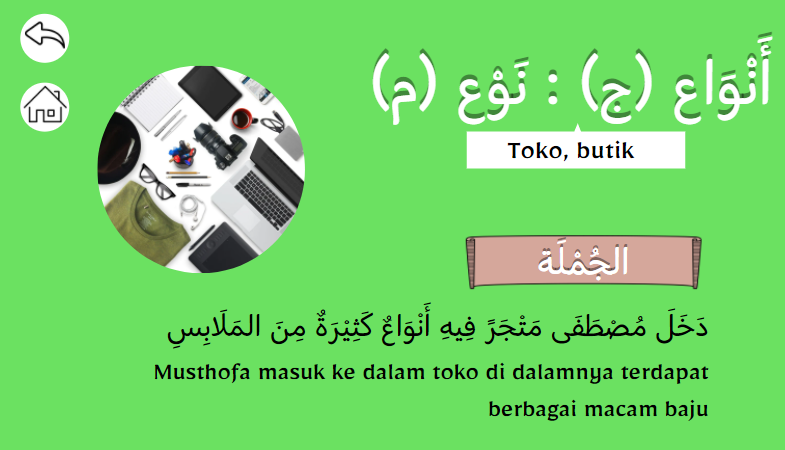 أَنْوَاع (ج) : نَوْع (م)
Toko, butik
الجُمْلَة
دَخَلَ مُصْطَفَى مَتْجَرً فِيهِ أَنْوَاعٌ كَثِيْرَةٌ مِنَ المَلَابِسِ
Musthofa masuk ke dalam toko di dalamnya terdapat
berbagai macam baju